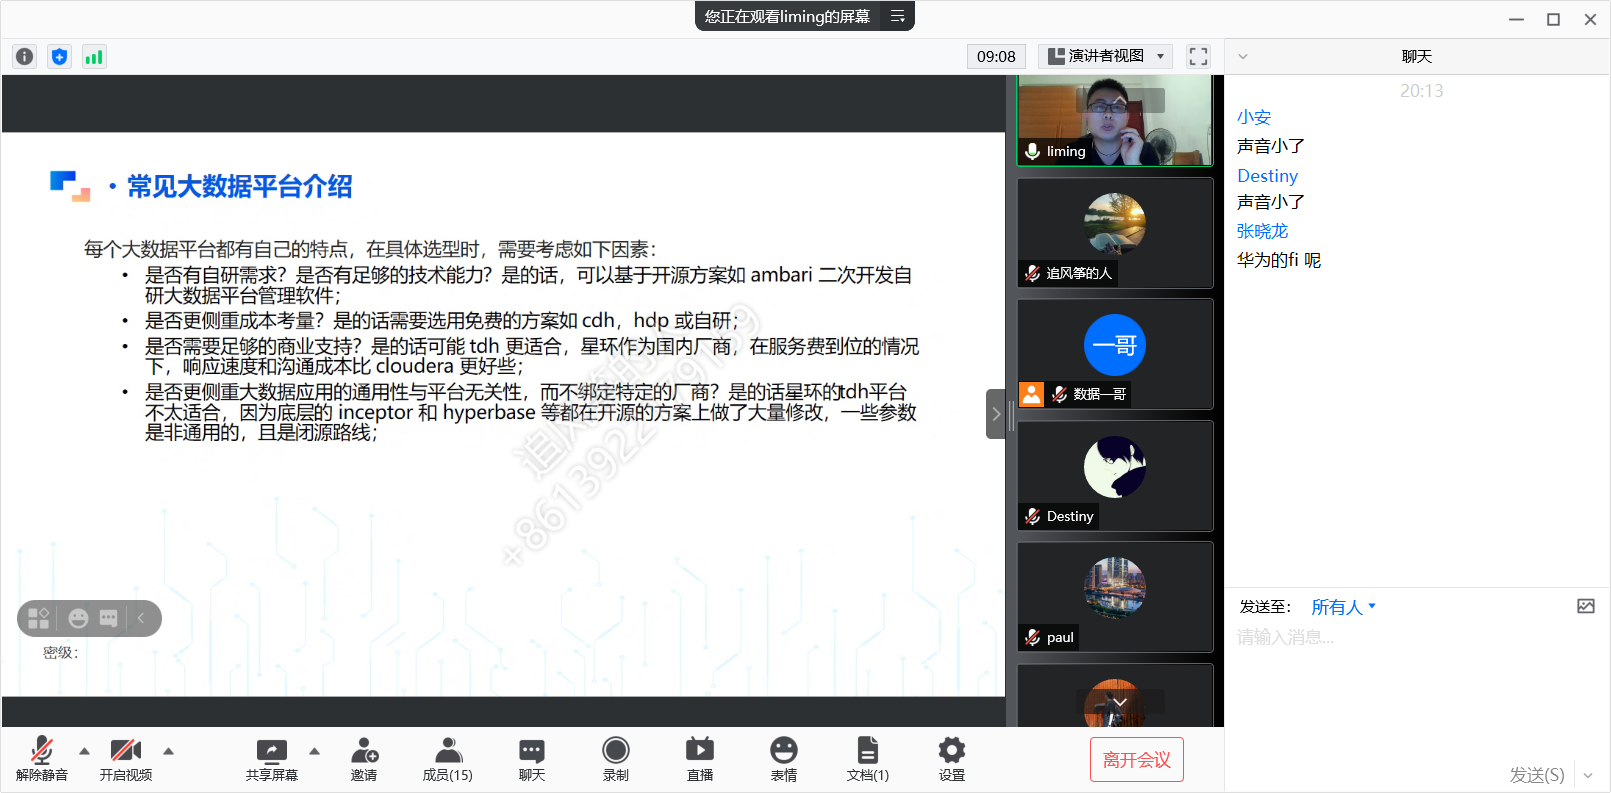 您正在观看liming的屏幕
09:08
演讲者视图
聊天
常见大数据平台介绍
每个大数据平台都有自己的特点，在具体选型时，需要考虑如下因素：
• 是否有自研需求？是否有足够的技术能力？是的话，可以基于开源方案如 ambari 二次开发自
研大数据平台管理软件；
• 是否更侧重成本考量？是的话需要选用免费的方案如 cdh，hdp 或自研；
• 是否需要足够的商业支持？是的话可能 tdh 更适合，星环作为国内厂商，在服务费到位的情况
下，响应速度和沟通成本比 cloudera 更好些；
• 是否更侧重大数据应用的通用性与平台无关性，而不绑定特定的厂商？是的话星环的tdh平台
不太适合，因为底层的 inceptor 和 hyperbase 等都在开源的方案上做了大量修改，一些参数
是非通用的，且是闭源路线；
追风筝的人
密级：
liming
追风筝的人
一哥
数据一哥
Destiny
paul
20:13
小安
声音小了
Destiny
声音小了
张晓龙
华为的fi 呢
发送至：
所有人
请输入消息...
发送(S)
解除静音
开启视频
共享屏幕
邀请
成员(15)
聊天
录制
直播
表情
文档(1)
设置
离开会议